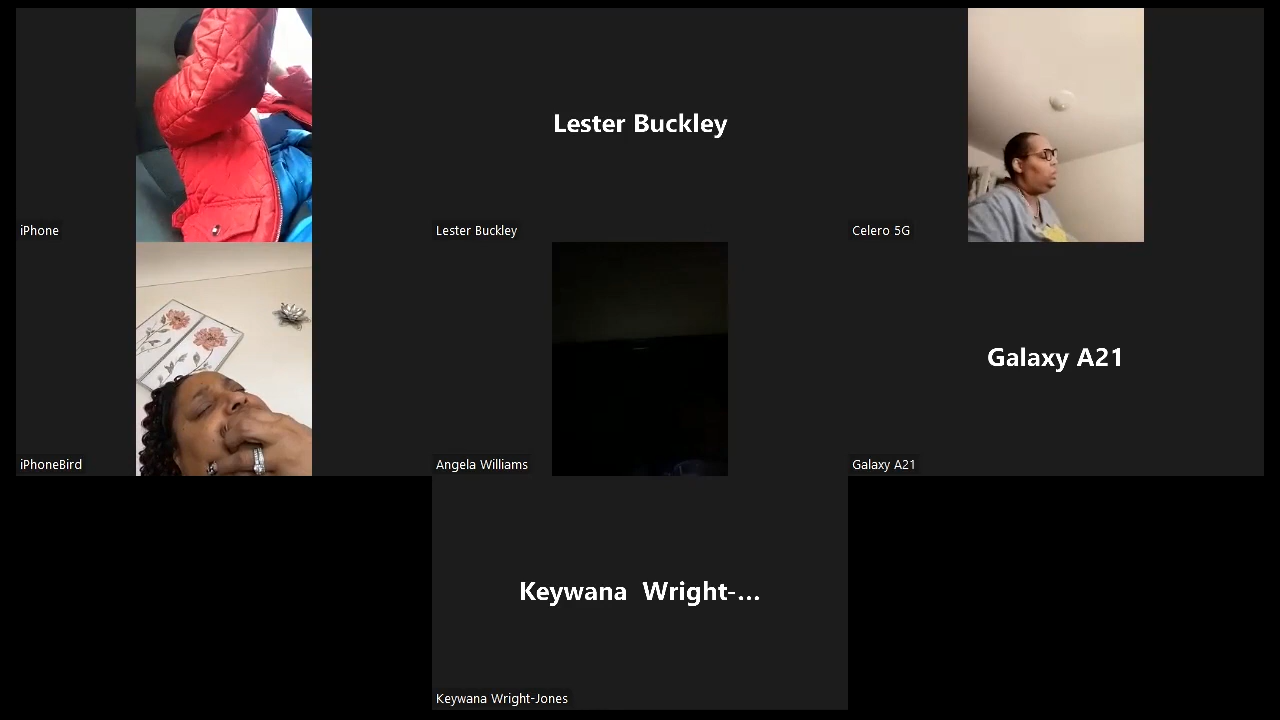 Lester Buckley
iPhone
Lester Buckley
Celero 5G
Galaxy A21
iPhoneBird
Angela Williams
Galaxy A21
Keywana Wright-...
Keywana Wright-Jones